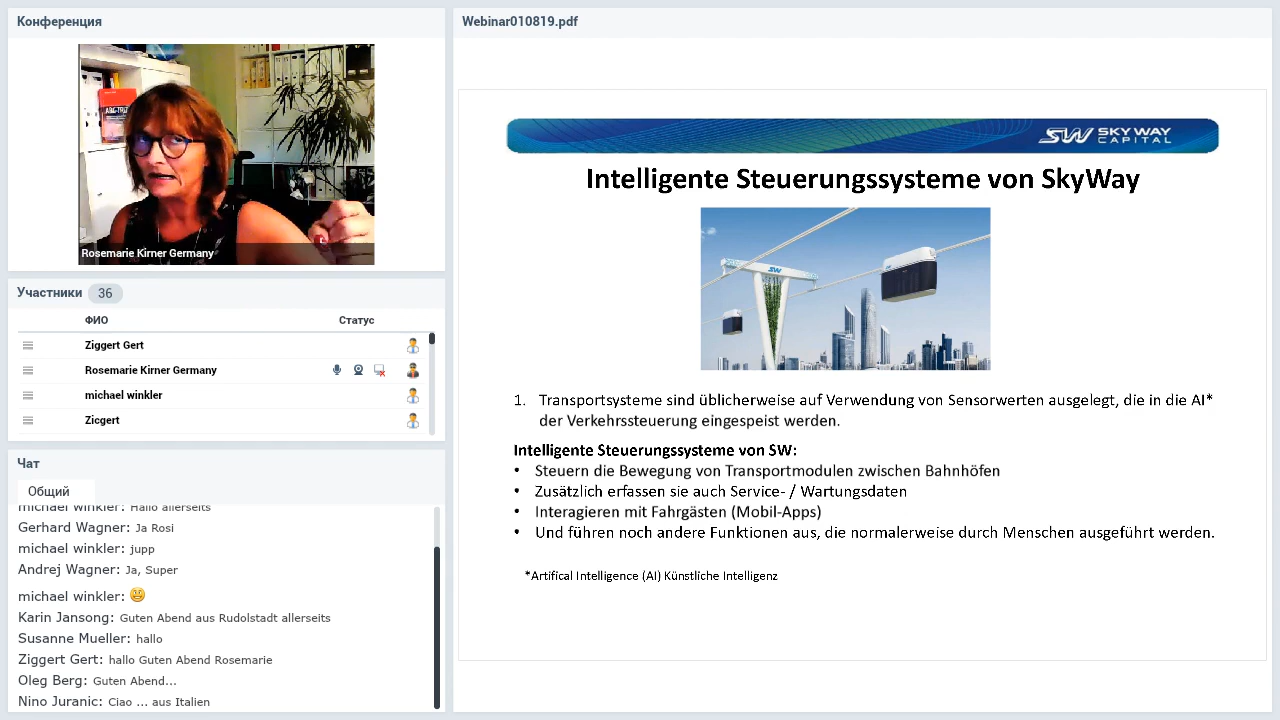 Конференция
Rosemarie Kirner Germany
Участники 36
ФИО Статус
Ziggert Gert
Rosemarie Kirner Germany
michael winkler
Zicgert
Чат
Общий
michael winkler: Hallo allerseits
Gerhard Wagner: Ja Rosi
michael winkler: jupp
Andrej Wagner: Ja, Super
michael winkler: 😀
Karin Jansong: Guten Abend aus Rudolstadt allerseits
Susanne Mueller: hallo
Ziggert Gert: hallo Guten Abend Rosemarie
Oleg Berg: Guten Abend...
Nino Juranic: Ciao ... aus Italien
Webinar010819.pdf
SW SKY WAY
CAPITAL
Intelligente Steuerungssysteme von SkyWay
SW
1. Transportsysteme sind üblicherweise auf Verwendung von Sensorwerten ausgelegt, die in die AI*
der Verkehrssteuerung eingespeist werden.
Intelligente Steuerungssysteme von SW:
• Steuern die Bewegung von Transportmodulen zwischen Bahnhöfen
• Zusätzlich erfassen sie auch Service- / Wartungsdaten
• Interagieren mit Fahrgästen (Mobil-Apps)
• Und führen noch andere Funktionen aus, die normalerweise durch Menschen ausgeführt werden.
*Artifical Intelligence (AI) Künstliche Intelligenz